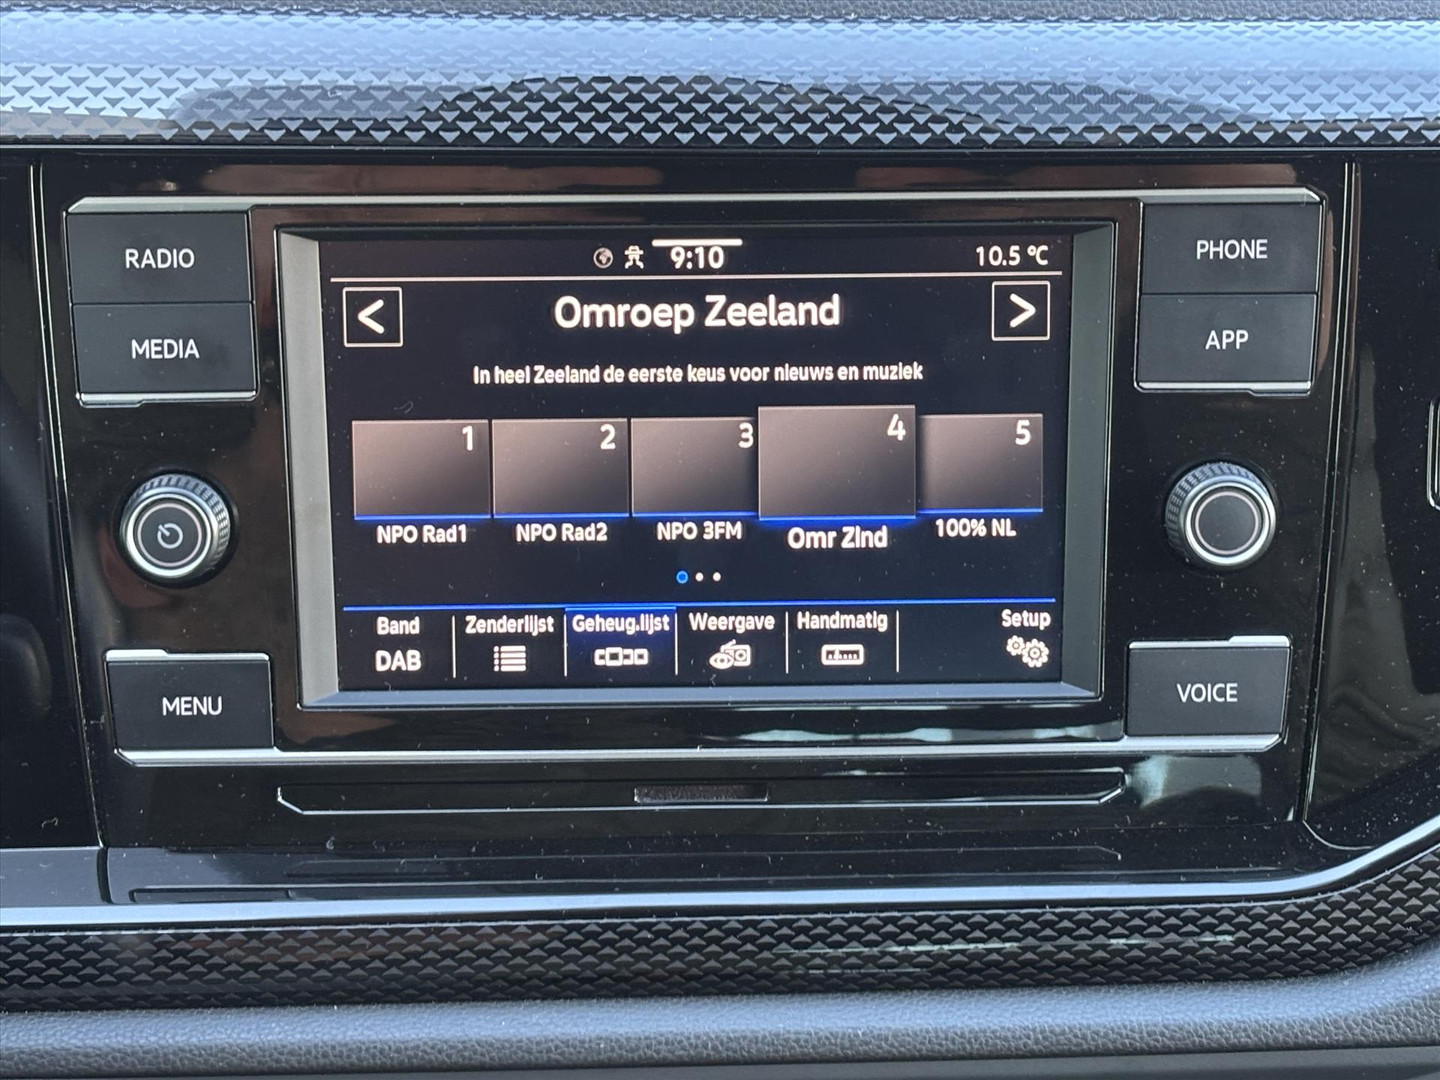 RADIO
MEDIA
MENU
PHONE
APP
VOICE
9:10
10.5 °C
<
Omroep Zeeland
>
In heel Zeeland de eerste keus voor nieuws en muziek
1 2 3 4 5
NPO Rad1 NPO Rad2 NPO 3FM Omr Zlnd 100% NL
Band Zenderlijst Geheug.lijst Weergave Handmatig Setup
DAB